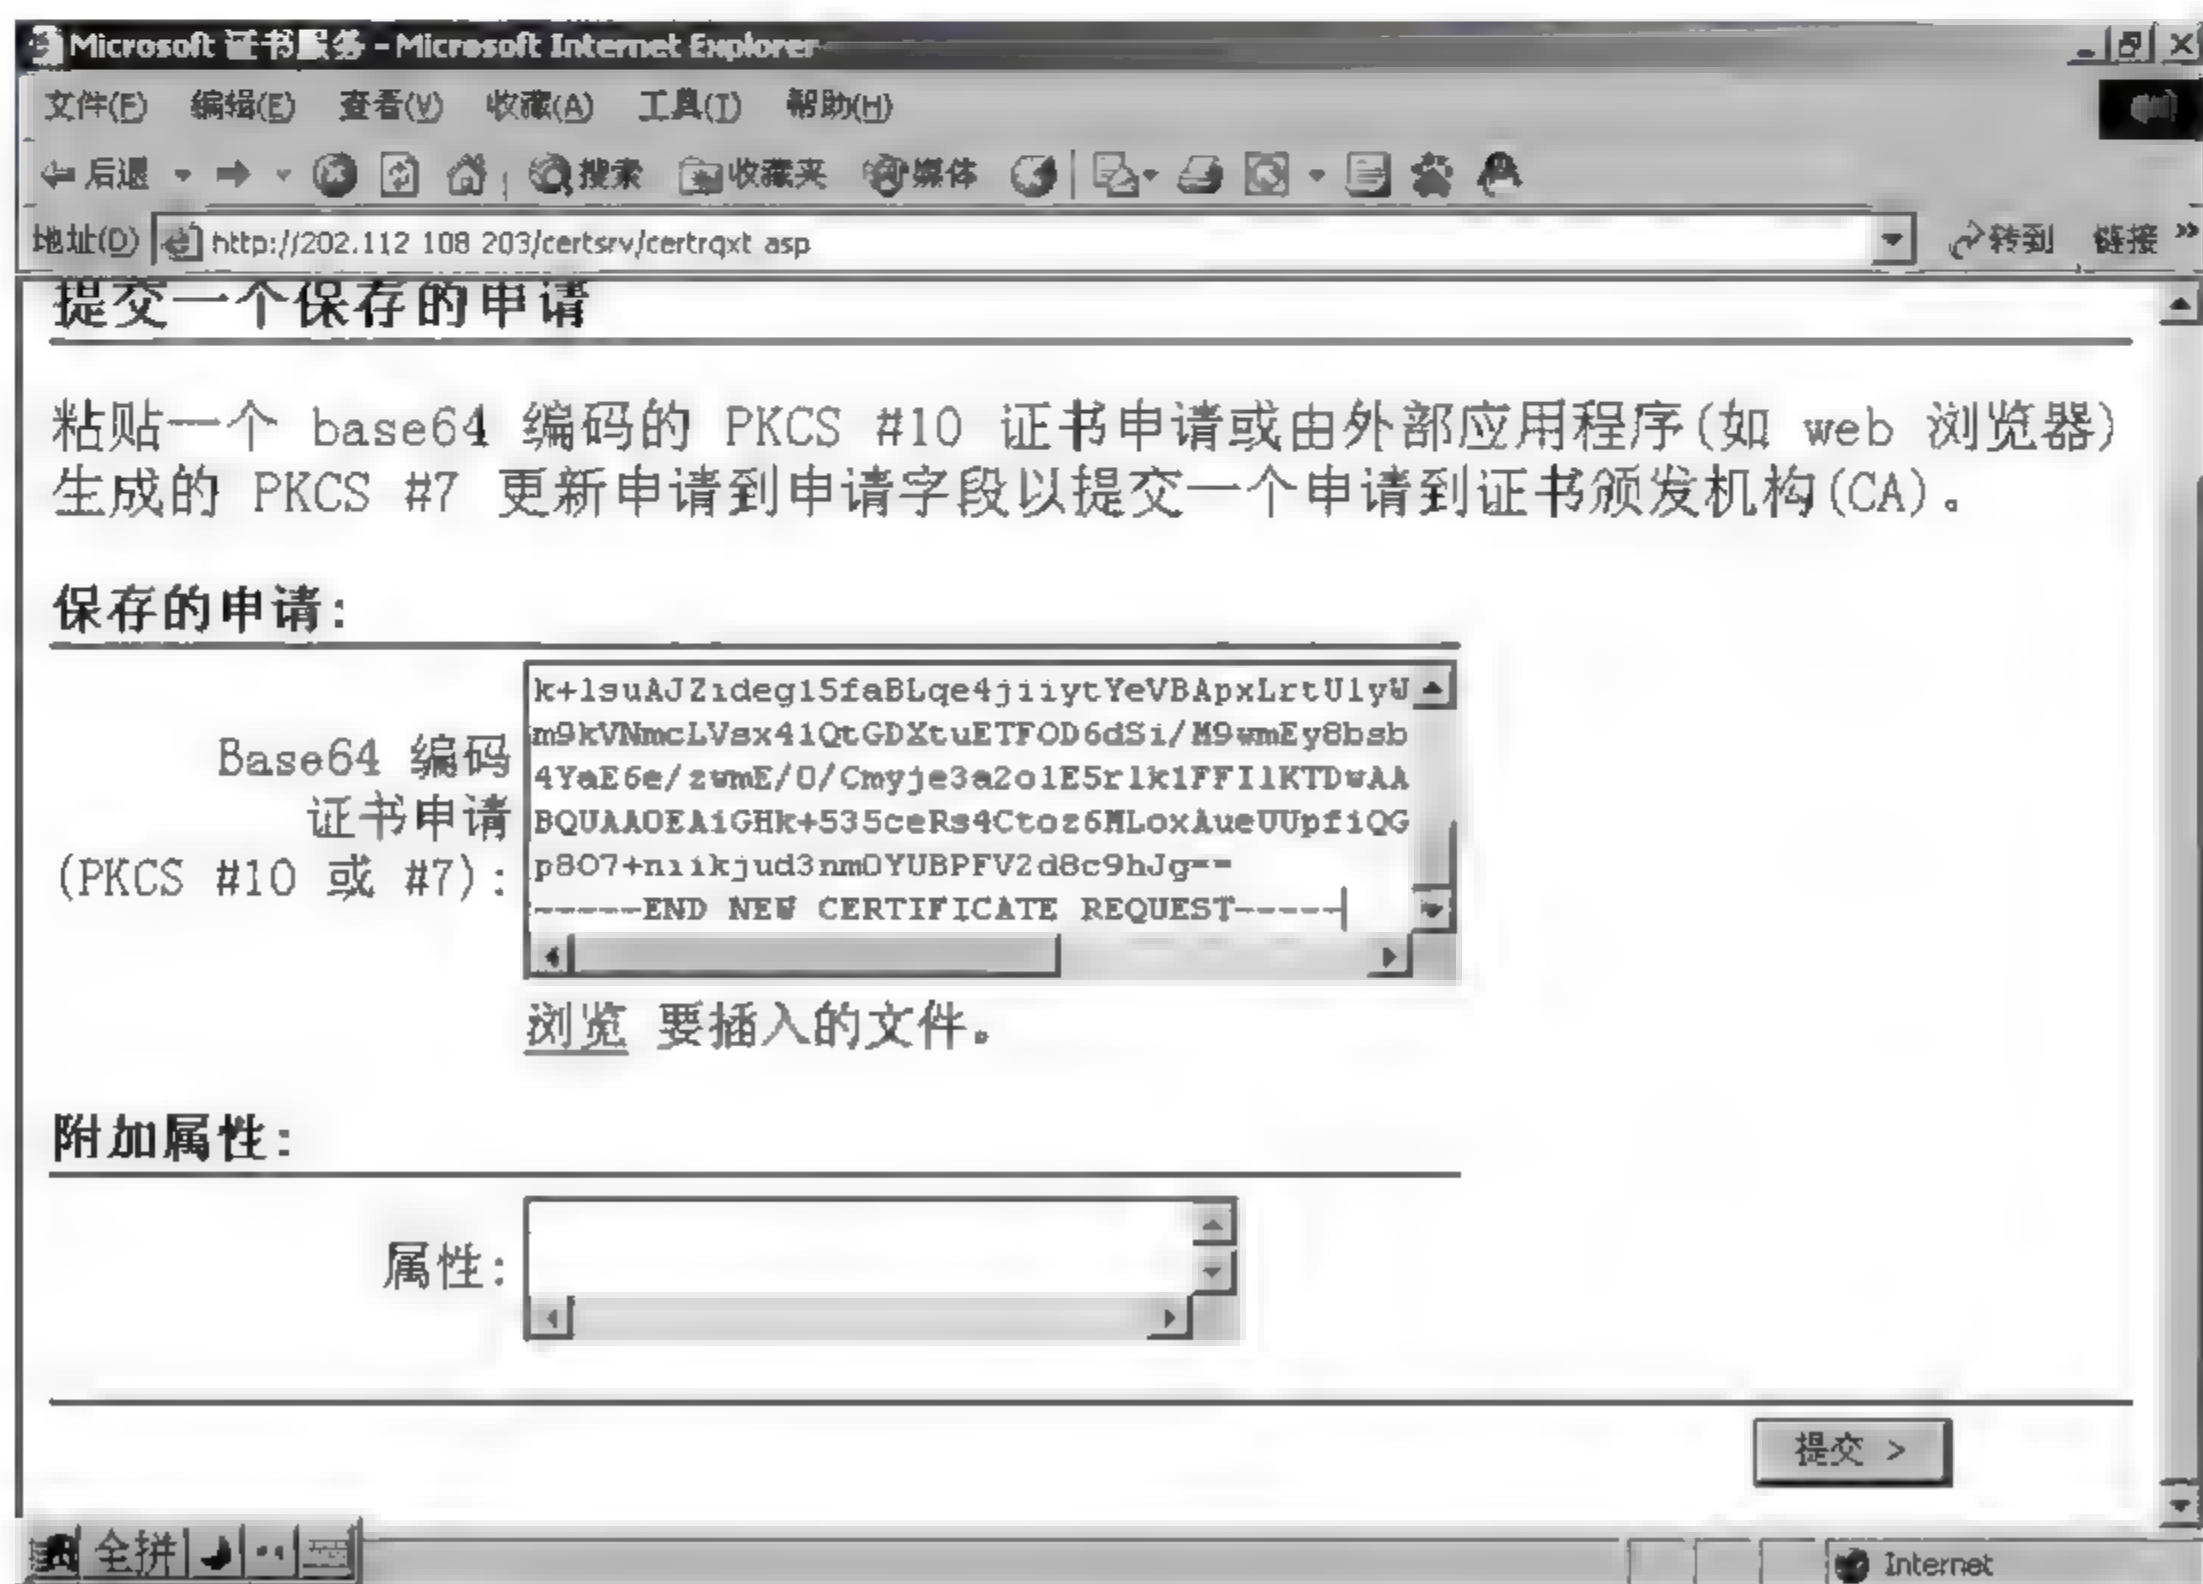 Microsoft 证书服务 - Microsoft Internet Explorer
文件(F) 编辑(E) 查看(V) 收藏(A) 工具(T) 帮助(H)
后退 搜索 收藏夹 媒体
地址(D) http://202.112 108 203/certsrv/certrqxt asp 转到 链接 »
提交一个保存的申请
粘贴一个 base64 编码的 PKCS #10 证书申请或由外部应用程序(如 web 浏览器)
生成的 PKCS #7 更新申请到申请字段以提交一个申请到证书颁发机构(CA)。
保存的申请:
Base64 编码
证书申请
(PKCS #10 或 #7):
k+lsuAJZideg15faBLqe4jiiytYeVBApxLrtUlyW
m9kVNmcLVsx41QtGDXtuETFOD6dSi/M9wmEy8bsb
4YaE6e/zwmE/O/Cmyje3a2olE5rlk1FFIlKTDwAA
BQUAA0EAiGHk+535ceRs4Ctoz6MLoxAueUUpfiQG
p8O7+niikjud3nmOYUBPFV2d8c9hJg==
-----END NEW CERTIFICATE REQUEST-----
浏览 要插入的文件。
附加属性:
属性:
提交 >
全拼
Internet